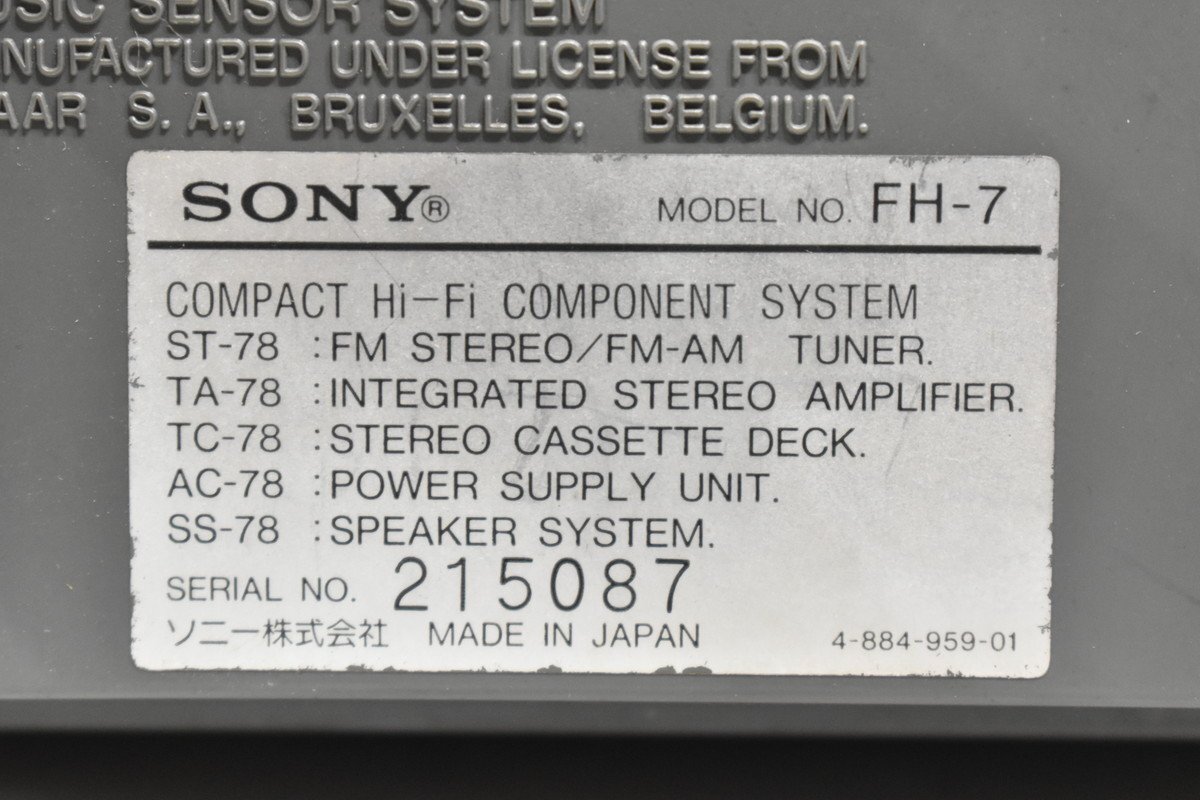 SENSOR SYSTEM
UNDER LICENSE FROM
S. A., BRUXELLES, BELGIUM.
SONY® MODEL NO. FH-7
COMPACT Hi-Fi COMPONENT SYSTEM
ST-78 : FM STEREO/FM-AM TUNER.
TA-78 : INTEGRATED STEREO AMPLIFIER.
TC-78 : STEREO CASSETTE DECK.
AC-78 : POWER SUPPLY UNIT.
SS-78 : SPEAKER SYSTEM.
SERIAL NO. 215087
ソニー株式会社 MADE IN JAPAN 4-884-959-01